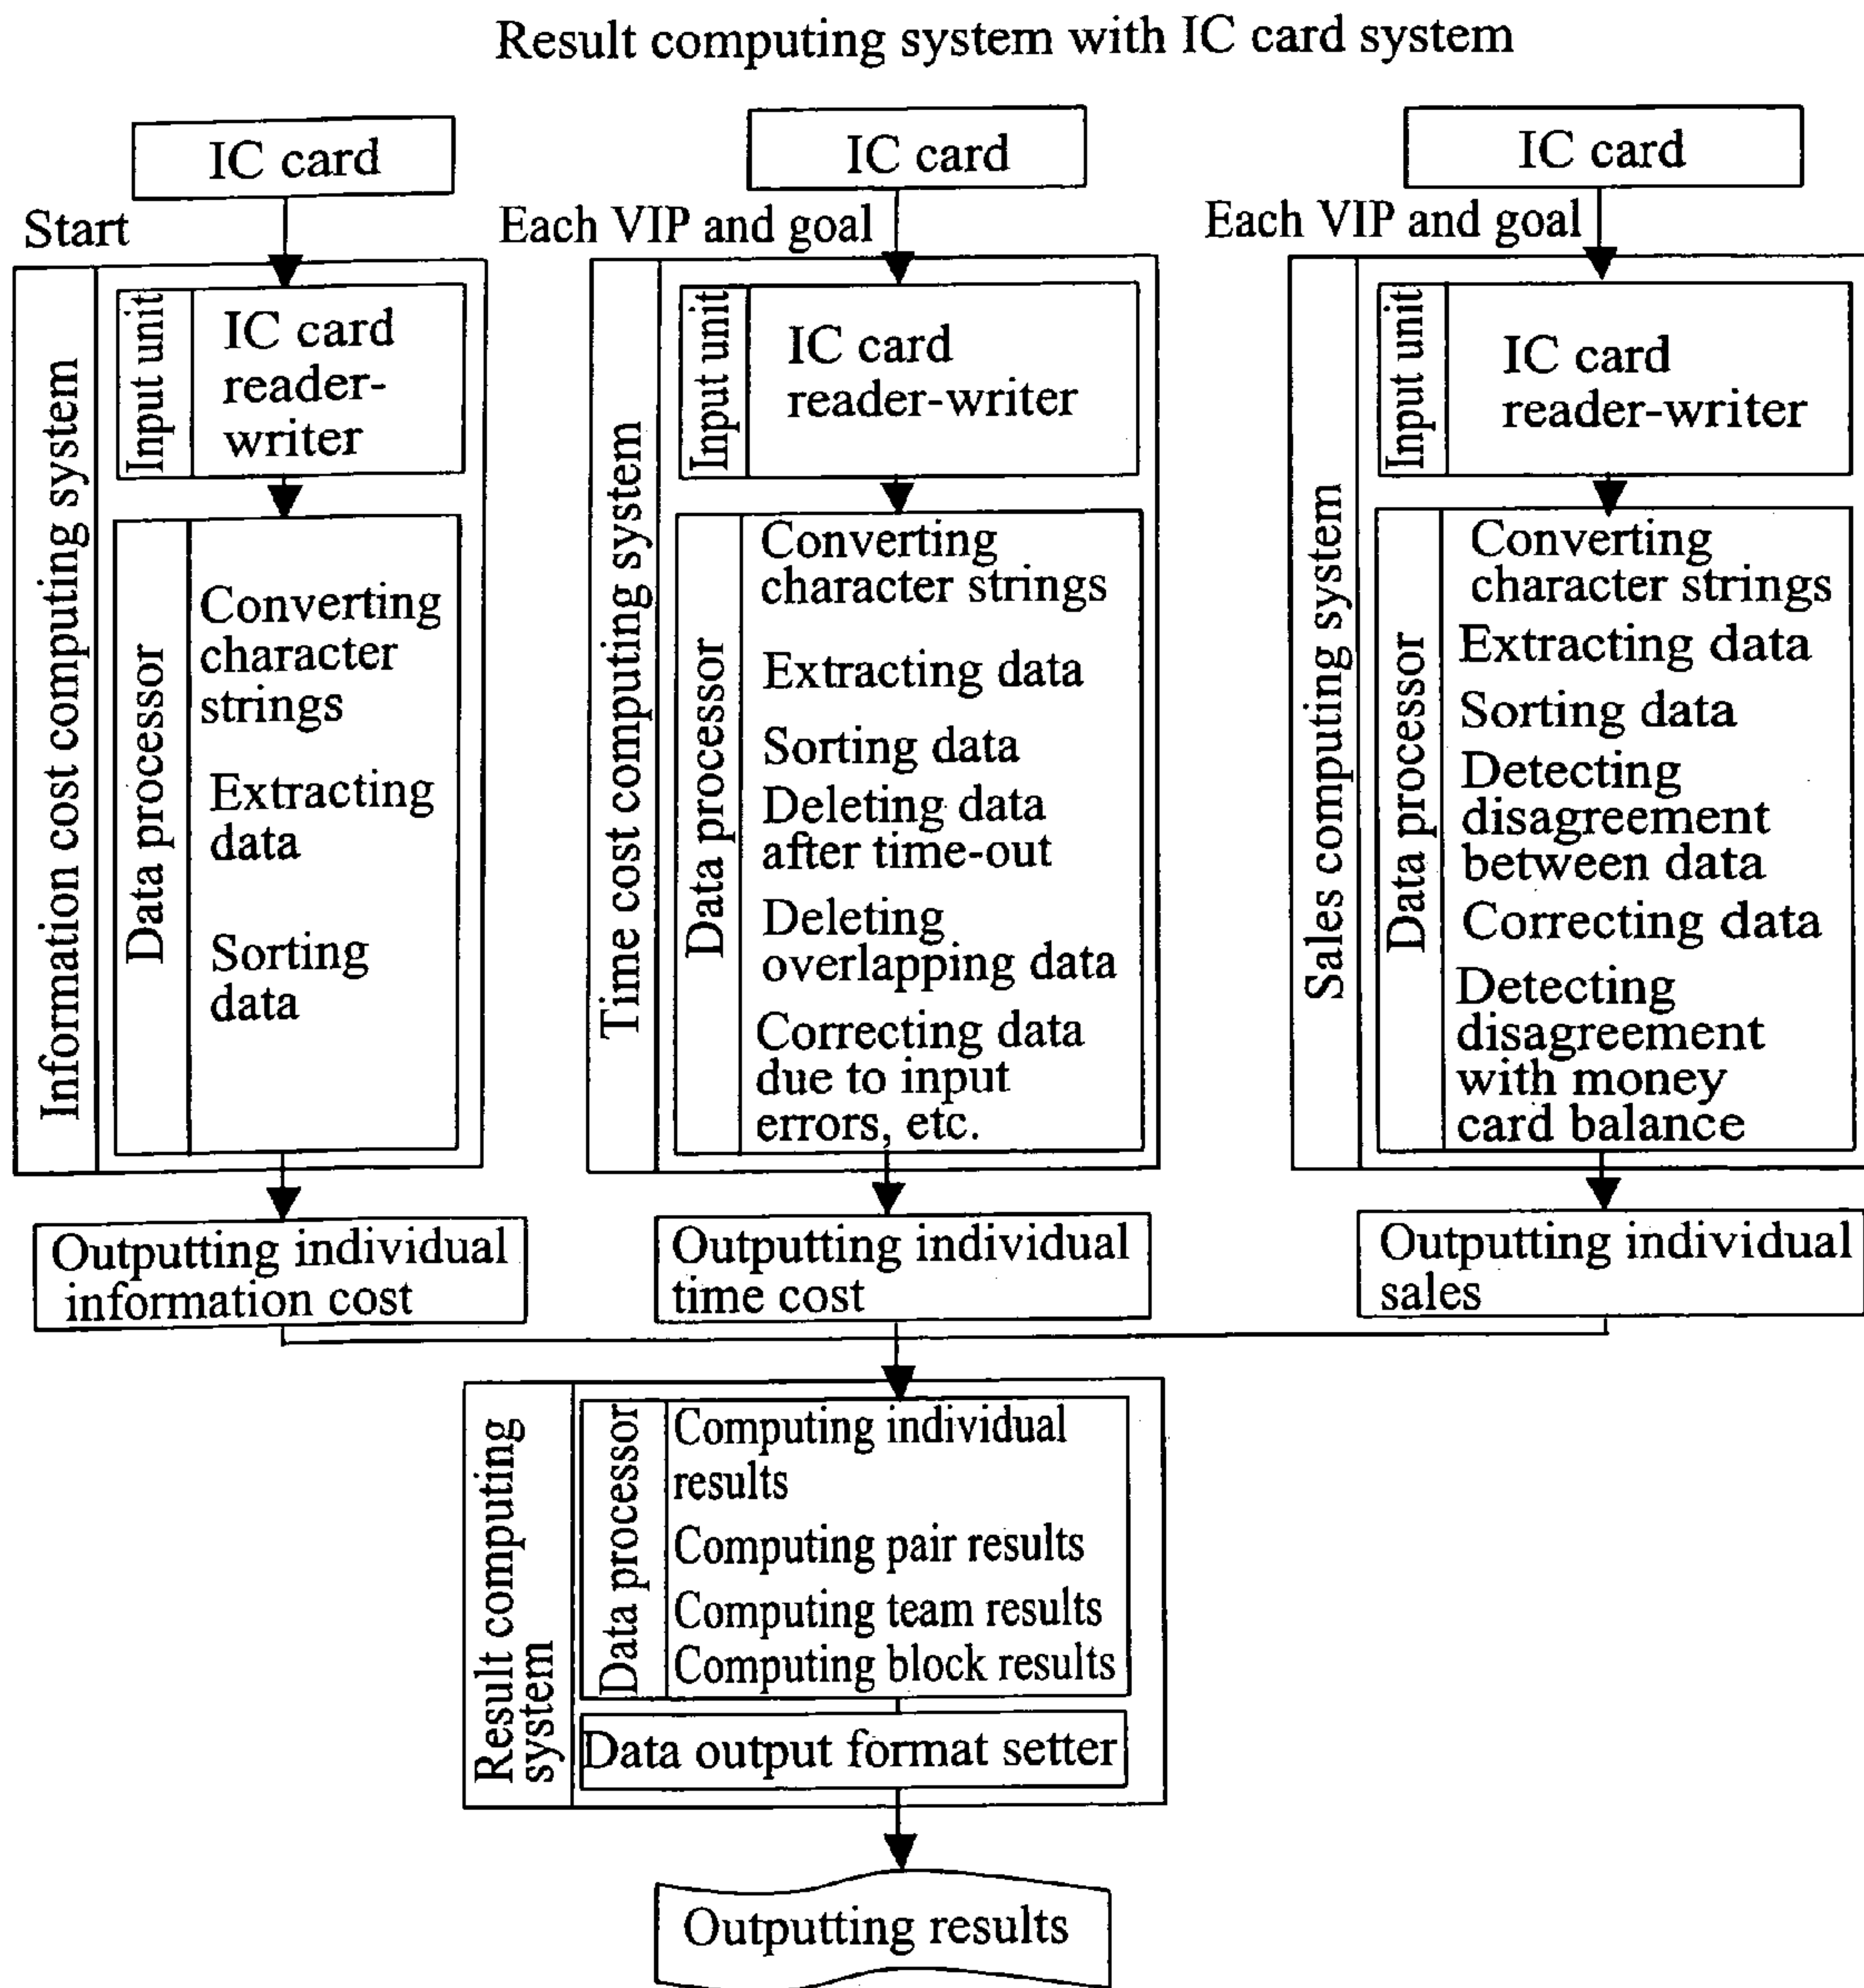 Result computing system with IC card system
IC card
Start
Information cost computing system
Input unit
IC card
reader-
writer
Data processor
Converting
character
strings
Extracting
data
Sorting
data
Outputting individual
information cost
IC card
Each VIP and goal
Time cost computing system
Input unit
IC card
reader-writer
Data processor
Converting
character strings
Extracting data
Sorting data
Deleting data
after time-out
Deleting
overlapping data
Correcting data
due to input
errors, etc.
Outputting individual
time cost
IC card
Each VIP and goal
Sales computing system
Input unit
IC card
reader-writer
Data processor
Converting
character strings
Extracting data
Sorting data
Detecting
disagreement
between data
Correcting data
Detecting
disagreement
with money
card balance
Outputting individual
sales
Result computing
system
Data processor
Computing individual
results
Computing pair results
Computing team results
Computing block results
Data output format setter
Outputting results